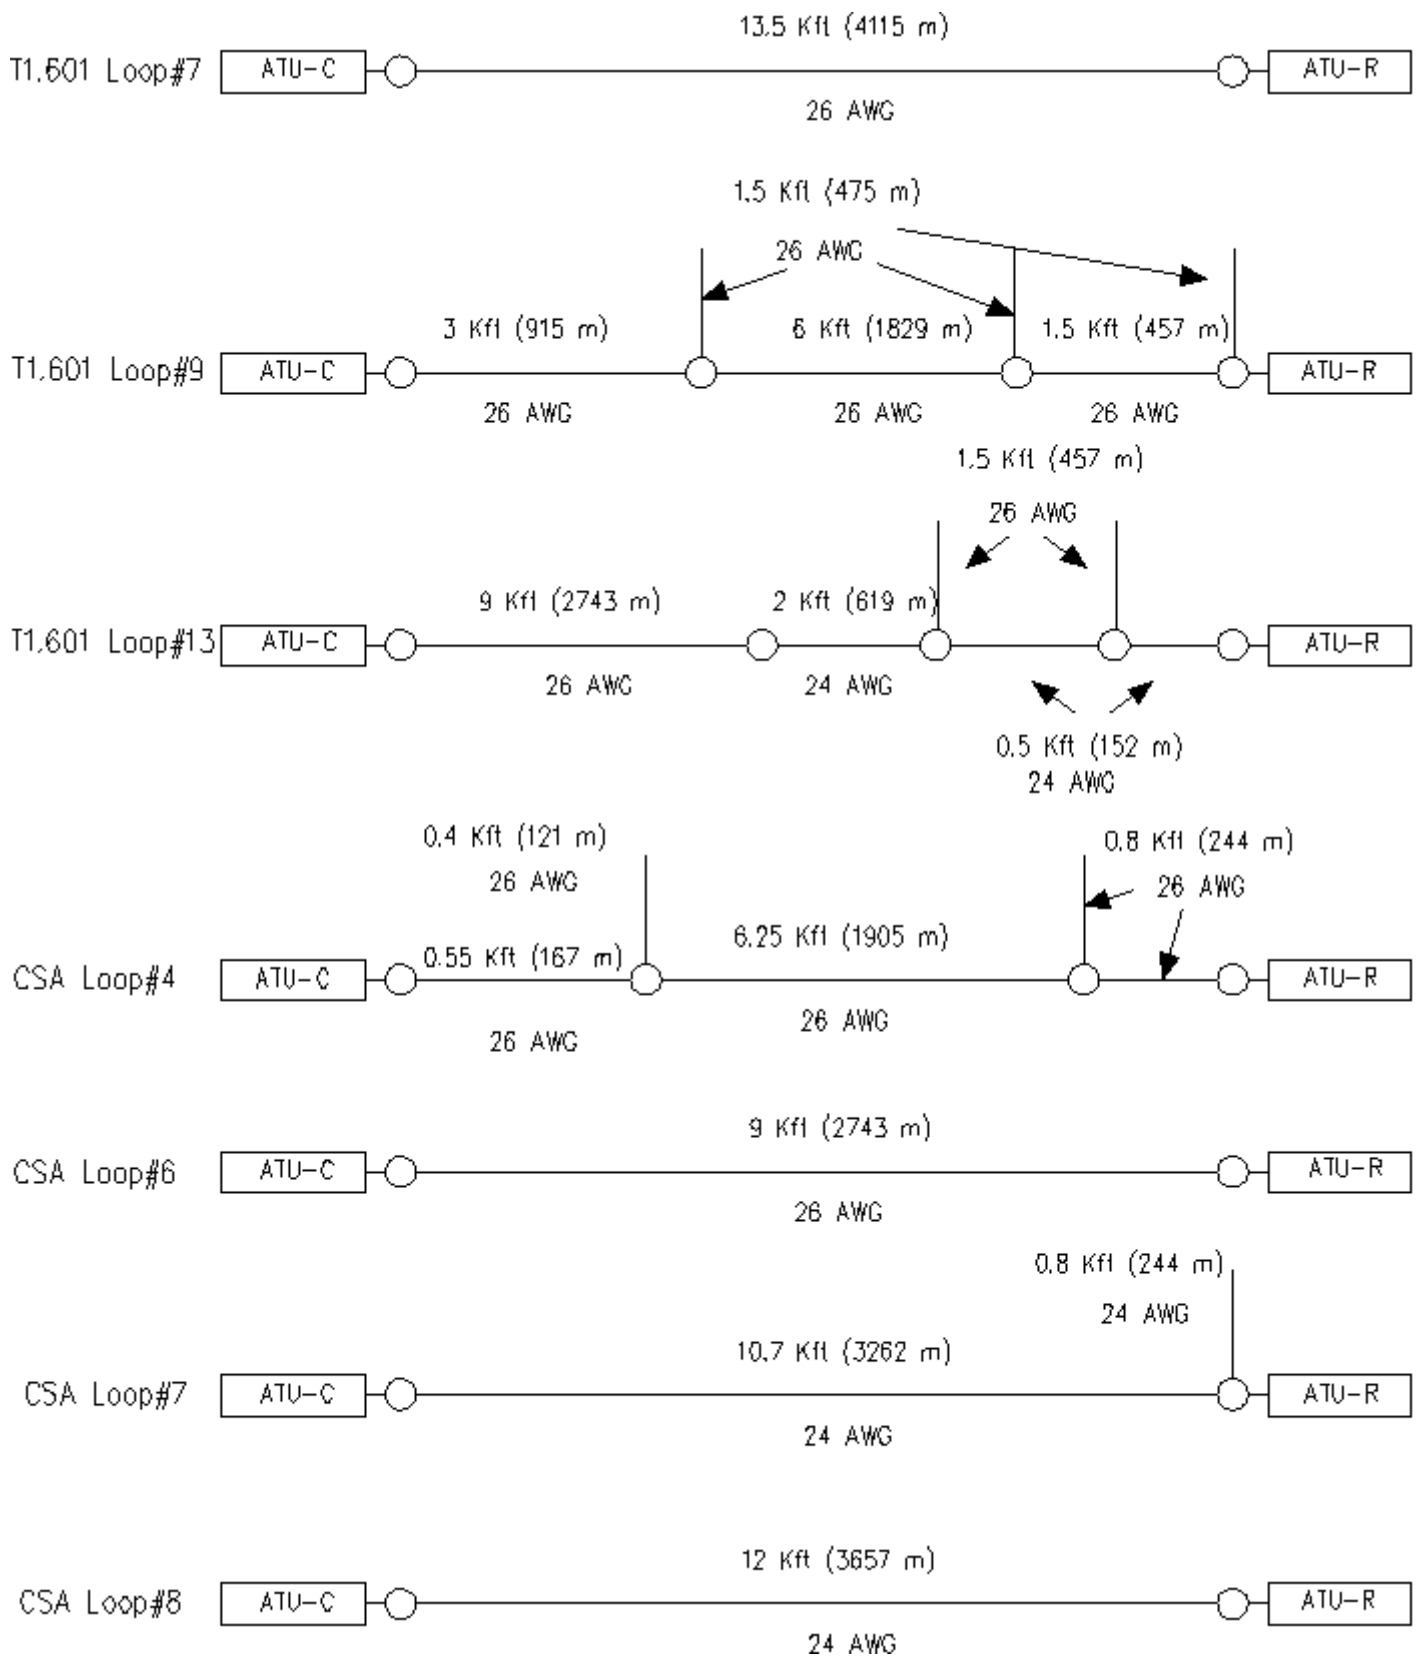 13.5 Kft (4115 m)
T1.601 Loop#7 ATU-C ATU-R
26 AWG
1.5 Kft (475 m)
26 AWG
3 Kft (915 m) 6 Kft (1829 m) 1.5 Kft (457 m)
T1.601 Loop#9 ATU-C ATU-R
26 AWG 26 AWG 26 AWG
1.5 Kft (457 m)
26 AWG
9 Kft (2743 m) 2 Kft (619 m)
T1.601 Loop#13 ATU-C ATU-R
26 AWG 24 AWG
0.5 Kft (152 m)
24 AWG
0.4 Kft (121 m) 0.8 Kft (244 m)
26 AWG 26 AWG
0.55 Kft (167 m) 6.25 Kft (1905 m)
CSA Loop#4 ATU-C ATU-R
26 AWG 26 AWG
9 Kft (2743 m)
CSA Loop#6 ATU-C ATU-R
26 AWG
0.8 Kft (244 m)
24 AWG
10.7 Kft (3262 m)
CSA Loop#7 ATU-C ATU-R
24 AWG
12 Kft (3657 m)
CSA Loop#8 ATU-C ATU-R
24 AWG